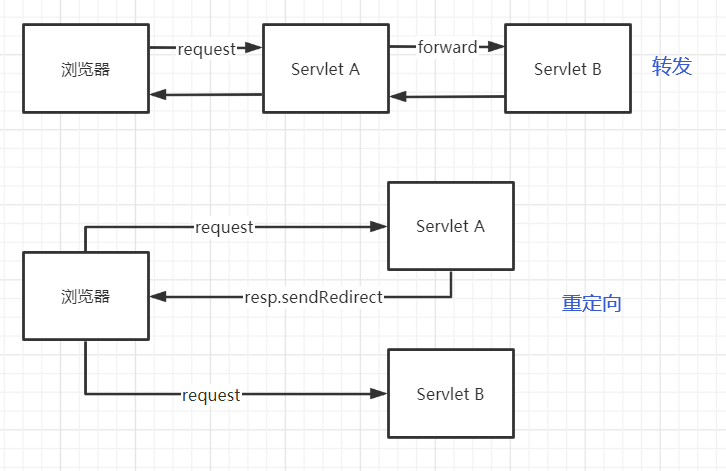 浏览器
request
Servlet A
forward
Servlet B
转发
request
Servlet A
浏览器
resp.sendRedirect
重定向
request
Servlet B